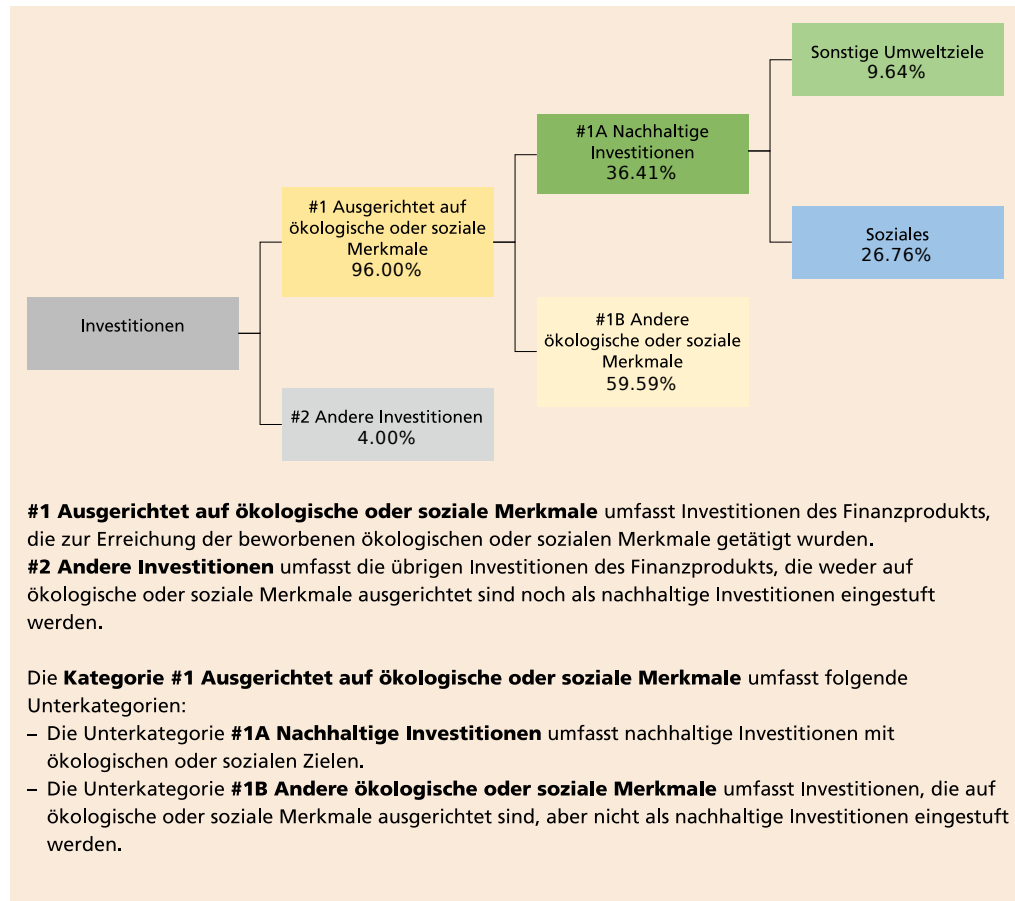 Sonstige Umweltziele
9.64%
#1A Nachhaltige
Investitionen
36.41%
#1 Ausgerichtet auf
ökologische oder soziale
Merkmale
96.00%
Soziales
26.76%
Investitionen
#1B Andere
ökologische oder soziale
Merkmale
59.59%
#2 Andere Investitionen
4.00%
#1 Ausgerichtet auf ökologische oder soziale Merkmale umfasst Investitionen des Finanzprodukts,
die zur Erreichung der beworbenen ökologischen oder sozialen Merkmale getätigt wurden.
#2 Andere Investitionen umfasst die übrigen Investitionen des Finanzprodukts, die weder auf
ökologische oder soziale Merkmale ausgerichtet sind noch als nachhaltige Investitionen eingestuft
werden.
Die Kategorie #1 Ausgerichtet auf ökologische oder soziale Merkmale umfasst folgende
Unterkategorien:
– Die Unterkategorie #1A Nachhaltige Investitionen umfasst nachhaltige Investitionen mit
ökologischen oder sozialen Zielen.
– Die Unterkategorie #1B Andere ökologische oder soziale Merkmale umfasst Investitionen, die auf
ökologische oder soziale Merkmale ausgerichtet sind, aber nicht als nachhaltige Investitionen eingestuft
werden.